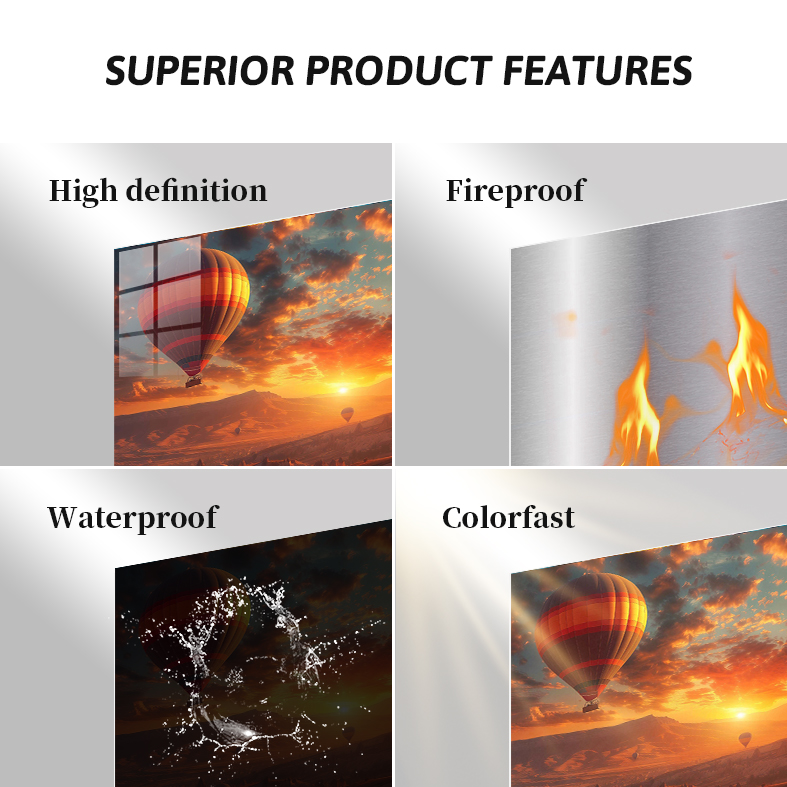 SUPERIOR PRODUCT FEATURES
High definition
Fireproof
Waterproof
Colorfast